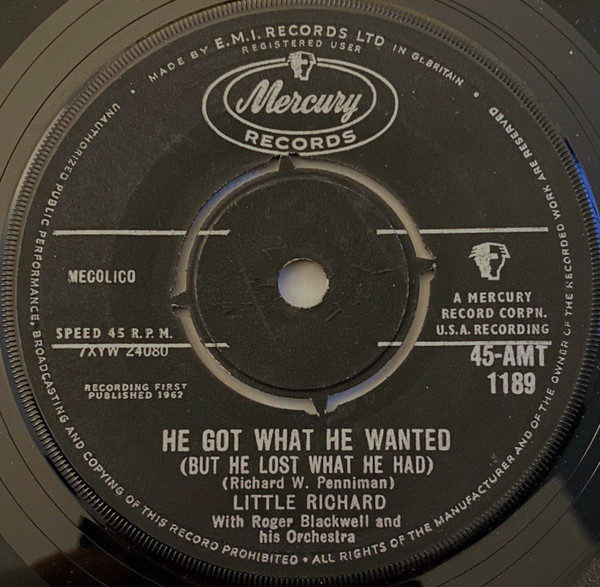 MADE BY E.M.I. RECORDS LTD IN GT.BRITAIN
REGISTERED USER
Mercury
RECORDS
MECOLICO
SPEED 45 R.P.M.
7XYW 24080
RECORDING FIRST
PUBLISHED 1962
A MERCURY
RECORD CORPN.
U.S.A. RECORDING
45-AMT
1189
HE GOT WHAT HE WANTED
(BUT HE LOST WHAT HE HAD)
(Richard W. Penniman)
LITTLE RICHARD
With Roger Blackwell and
his Orchestra
UNAUTHORIZED PUBLIC PERFORMANCE, BROADCASTING AND COPYING OF THIS RECORD PROHIBITED • ALL RIGHTS OF THE MANUFACTURER AND OF THE OWNER OF THE RECORDED WORK ARE RESERVED